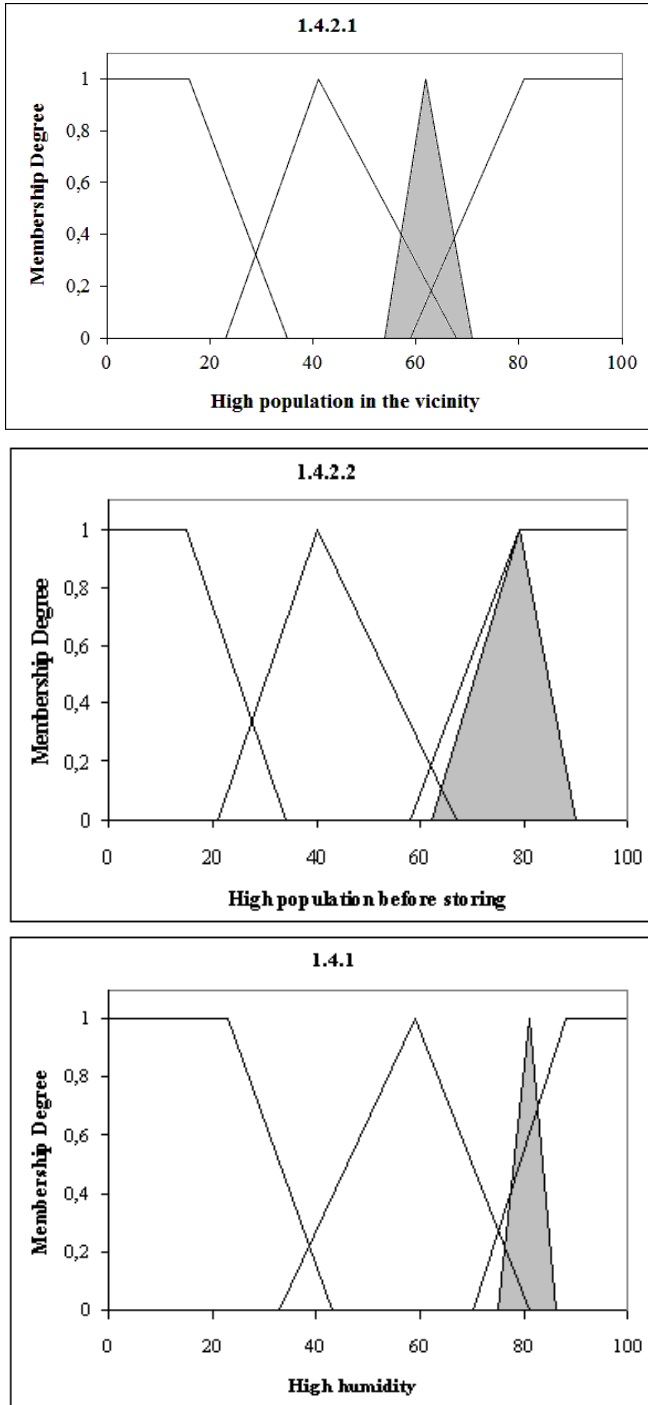 1.4.2.1
Membership Degree
1
0,8
0,6
0,4
0,2
0
0 20 40 60 80 100
High population in the vicinity
1.4.2.2
Membership Degree
1
0,8
0,6
0,4
0,2
0
0 20 40 60 80 100
High population before storing
1.4.1
Membership Degree
1
0,8
0,6
0,4
0,2
0
0 20 40 60 80 100
High humidity